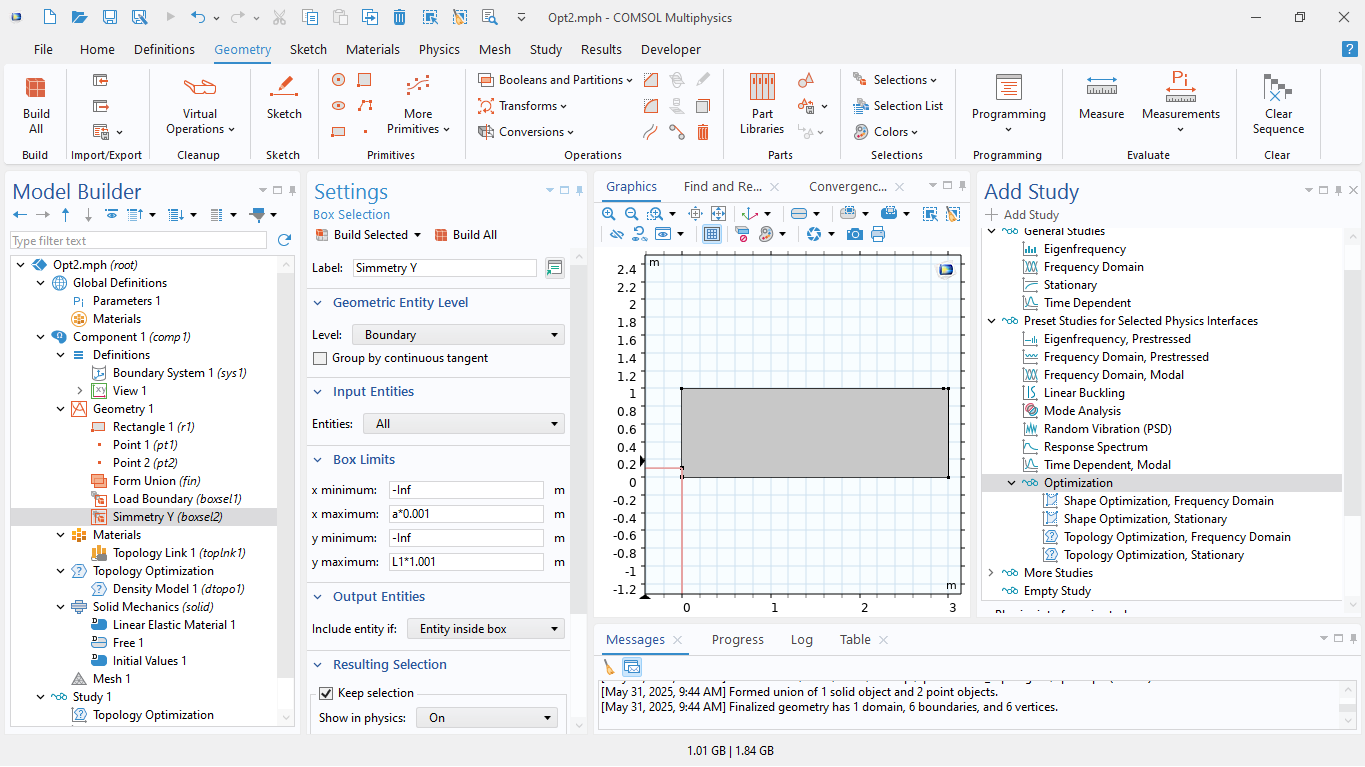 Opt2.mph - COMSOL Multiphysics
File Home Definitions Geometry Sketch Materials Physics Mesh Study Results Developer
?
Build All
Build
Import/Export
Virtual Operations
Cleanup
Sketch
Sketch
More Primitives
Primitives
Booleans and Partitions
Transforms
Conversions
Operations
Part Libraries
Parts
Selections
Selection List
Colors
Selections
Programming
Programming
Measure
Measurements
Evaluate
Clear Sequence
Clear
Model Builder
Type filter text
Opt2.mph (root)
Global Definitions
Pi Parameters 1
Materials
Component 1 (comp1)
Definitions
Boundary System 1 (sys1)
View 1
Geometry 1
Rectangle 1 (r1)
Point 1 (pt1)
Point 2 (pt2)
Form Union (fin)
Load Boundary (boxsel1)
Simmetry Y (boxsel2)
Materials
Topology Link 1 (toplnk1)
Topology Optimization
Density Model 1 (dtopo1)
Solid Mechanics (solid)
Linear Elastic Material 1
Free 1
Initial Values 1
Mesh 1
Study 1
Topology Optimization
Settings
Box Selection
Build Selected Build All
Label: Simmetry Y
Geometric Entity Level
Level: Boundary
Group by continuous tangent
Input Entities
Entities: All
Box Limits
x minimum: -Inf m
x maximum: a*0.001 m
y minimum: -Inf m
y maximum: L1*1.001 m
Output Entities
Include entity if: Entity inside box
Resulting Selection
Keep selection
Show in physics: On
Graphics Find and Re... Convergenc...
m
2.4
2.2
2
1.8
1.6
1.4
1.2
1
0.8
0.6
0.4
0.2
0
-0.2
-0.4
-0.6
-0.8
-1
-1.2
m
0 1 2 3
Messages Progress Log Table
[May 31, 2025, 9:44 AM] Formed union of 1 solid object and 2 point objects.
[May 31, 2025, 9:44 AM] Finalized geometry has 1 domain, 6 boundaries, and 6 vertices.
Add Study
Add Study
General Studies
Eigenfrequency
Frequency Domain
Stationary
Time Dependent
Preset Studies for Selected Physics Interfaces
Eigenfrequency, Prestressed
Frequency Domain, Prestressed
Frequency Domain, Modal
Linear Buckling
Mode Analysis
Random Vibration (PSD)
Response Spectrum
Time Dependent, Modal
Optimization
Shape Optimization, Frequency Domain
Shape Optimization, Stationary
Topology Optimization, Frequency Domain
Topology Optimization, Stationary
More Studies
Empty Study
1.01 GB | 1.84 GB